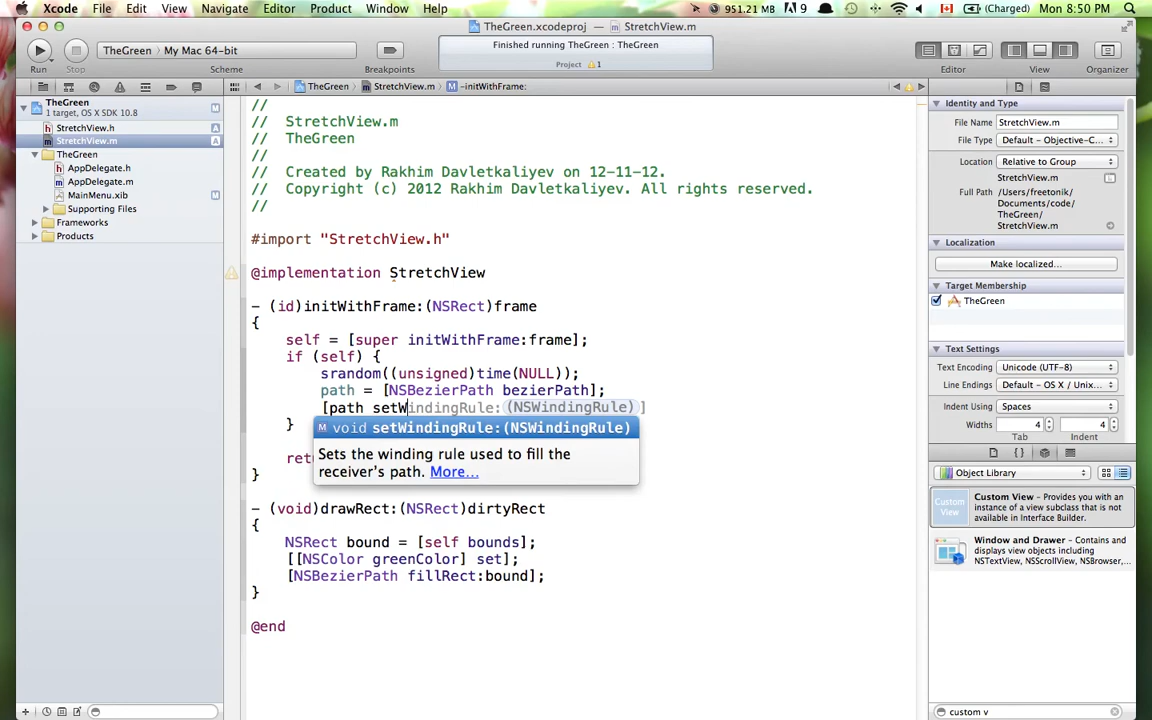 Xcode File Edit View Navigate Editor Product Window Help 951.21 MB 9 (Charged) Mon 8:50 PM
TheGreen.xcodeproj — StretchView.m
TheGreen My Mac 64-bit
Finished running TheGreen : TheGreen
Project 1
Run Stop Scheme Breakpoints Editor View Organizer
TheGreen StretchView.m M -initWithFrame:
TheGreen M
1 target, OS X SDK 10.8
StretchView.h A
StretchView.m A
TheGreen
AppDelegate.h
AppDelegate.m
MainMenu.xib M
Supporting Files
Frameworks
Products
//
// StretchView.m
// TheGreen
//
// Created by Rakhim Davletkaliyev on 12-11-12.
// Copyright (c) 2012 Rakhim Davletkaliyev. All rights reserved.
//
#import "StretchView.h"
@implementation StretchView
- (id)initWithFrame:(NSRect)frame
{
self = [super initWithFrame:frame];
if (self) {
srandom((unsigned)time(NULL));
path = [NSBezierPath bezierPath];
[path setWindingRule:(NSWindingRule)]
M void setWindingRule:(NSWindingRule)
Sets the winding rule used to fill the
receiver's path. More...
}
ret
}
- (void)drawRect:(NSRect)dirtyRect
{
NSRect bound = [self bounds];
[[NSColor greenColor] set];
[NSBezierPath fillRect:bound];
}
@end
Identity and Type
File Name StretchView.m
File Type Default - Objective-C...
Location Relative to Group
StretchView.m
Full Path /Users/freetonik/
Documents/code/
TheGreen/
StretchView.m
Localization
Make localized...
Target Membership
TheGreen
Text Settings
Text Encoding Unicode (UTF-8)
Line Endings Default - OS X / Unix...
Indent Using Spaces
Widths 4 4
Tab Indent
{}
Object Library
Custom View
Custom View - Provides you with an
instance of a view subclass that is not
available in Interface Builder.
Window and Drawer - Contains and
displays view objects including
NSTextView, NSScrollView, NSBrowser,...
custom v